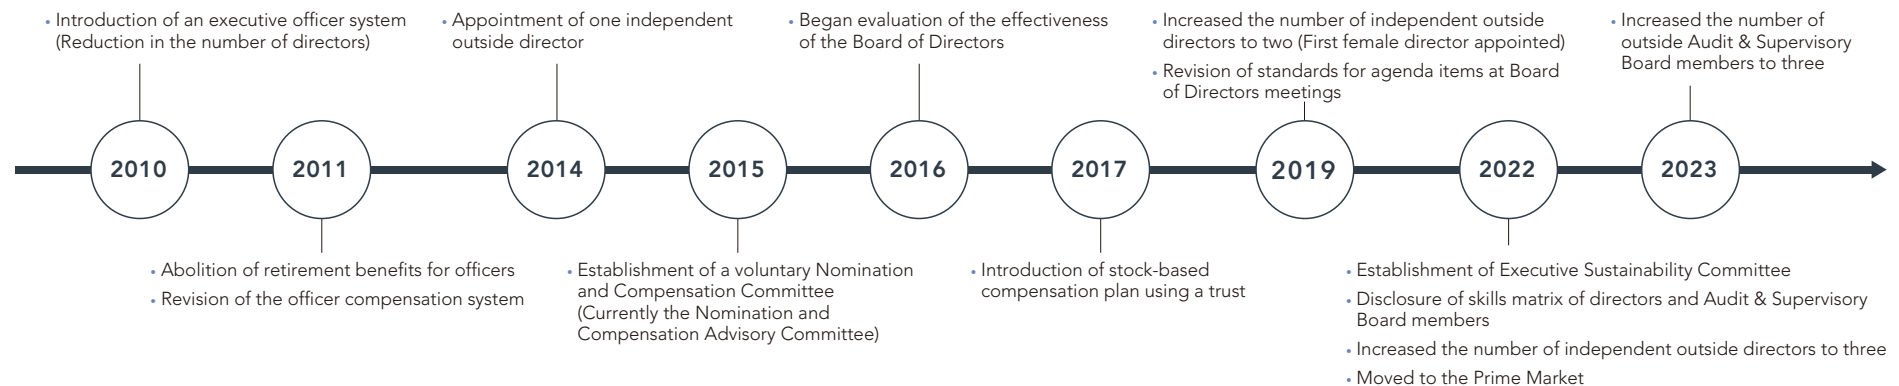 • Introduction of an executive officer system
(Reduction in the number of directors)
• Appointment of one independent
outside director
• Began evaluation of the effectiveness
of the Board of Directors
• Increased the number of independent outside
directors to two (First female director appointed)
• Revision of standards for agenda items at Board
of Directors meetings
• Increased the number of
outside Audit & Supervisory
Board members to three
2010
2011
2014
2015
2016
2017
2019
2022
2023
• Abolition of retirement benefits for officers
• Revision of the officer compensation system
• Establishment of a voluntary Nomination
and Compensation Committee
(Currently the Nomination and
Compensation Advisory Committee)
• Introduction of stock-based
compensation plan using a trust
• Establishment of Executive Sustainability Committee
• Disclosure of skills matrix of directors and Audit & Supervisory
Board members
• Increased the number of independent outside directors to three
• Moved to the Prime Market